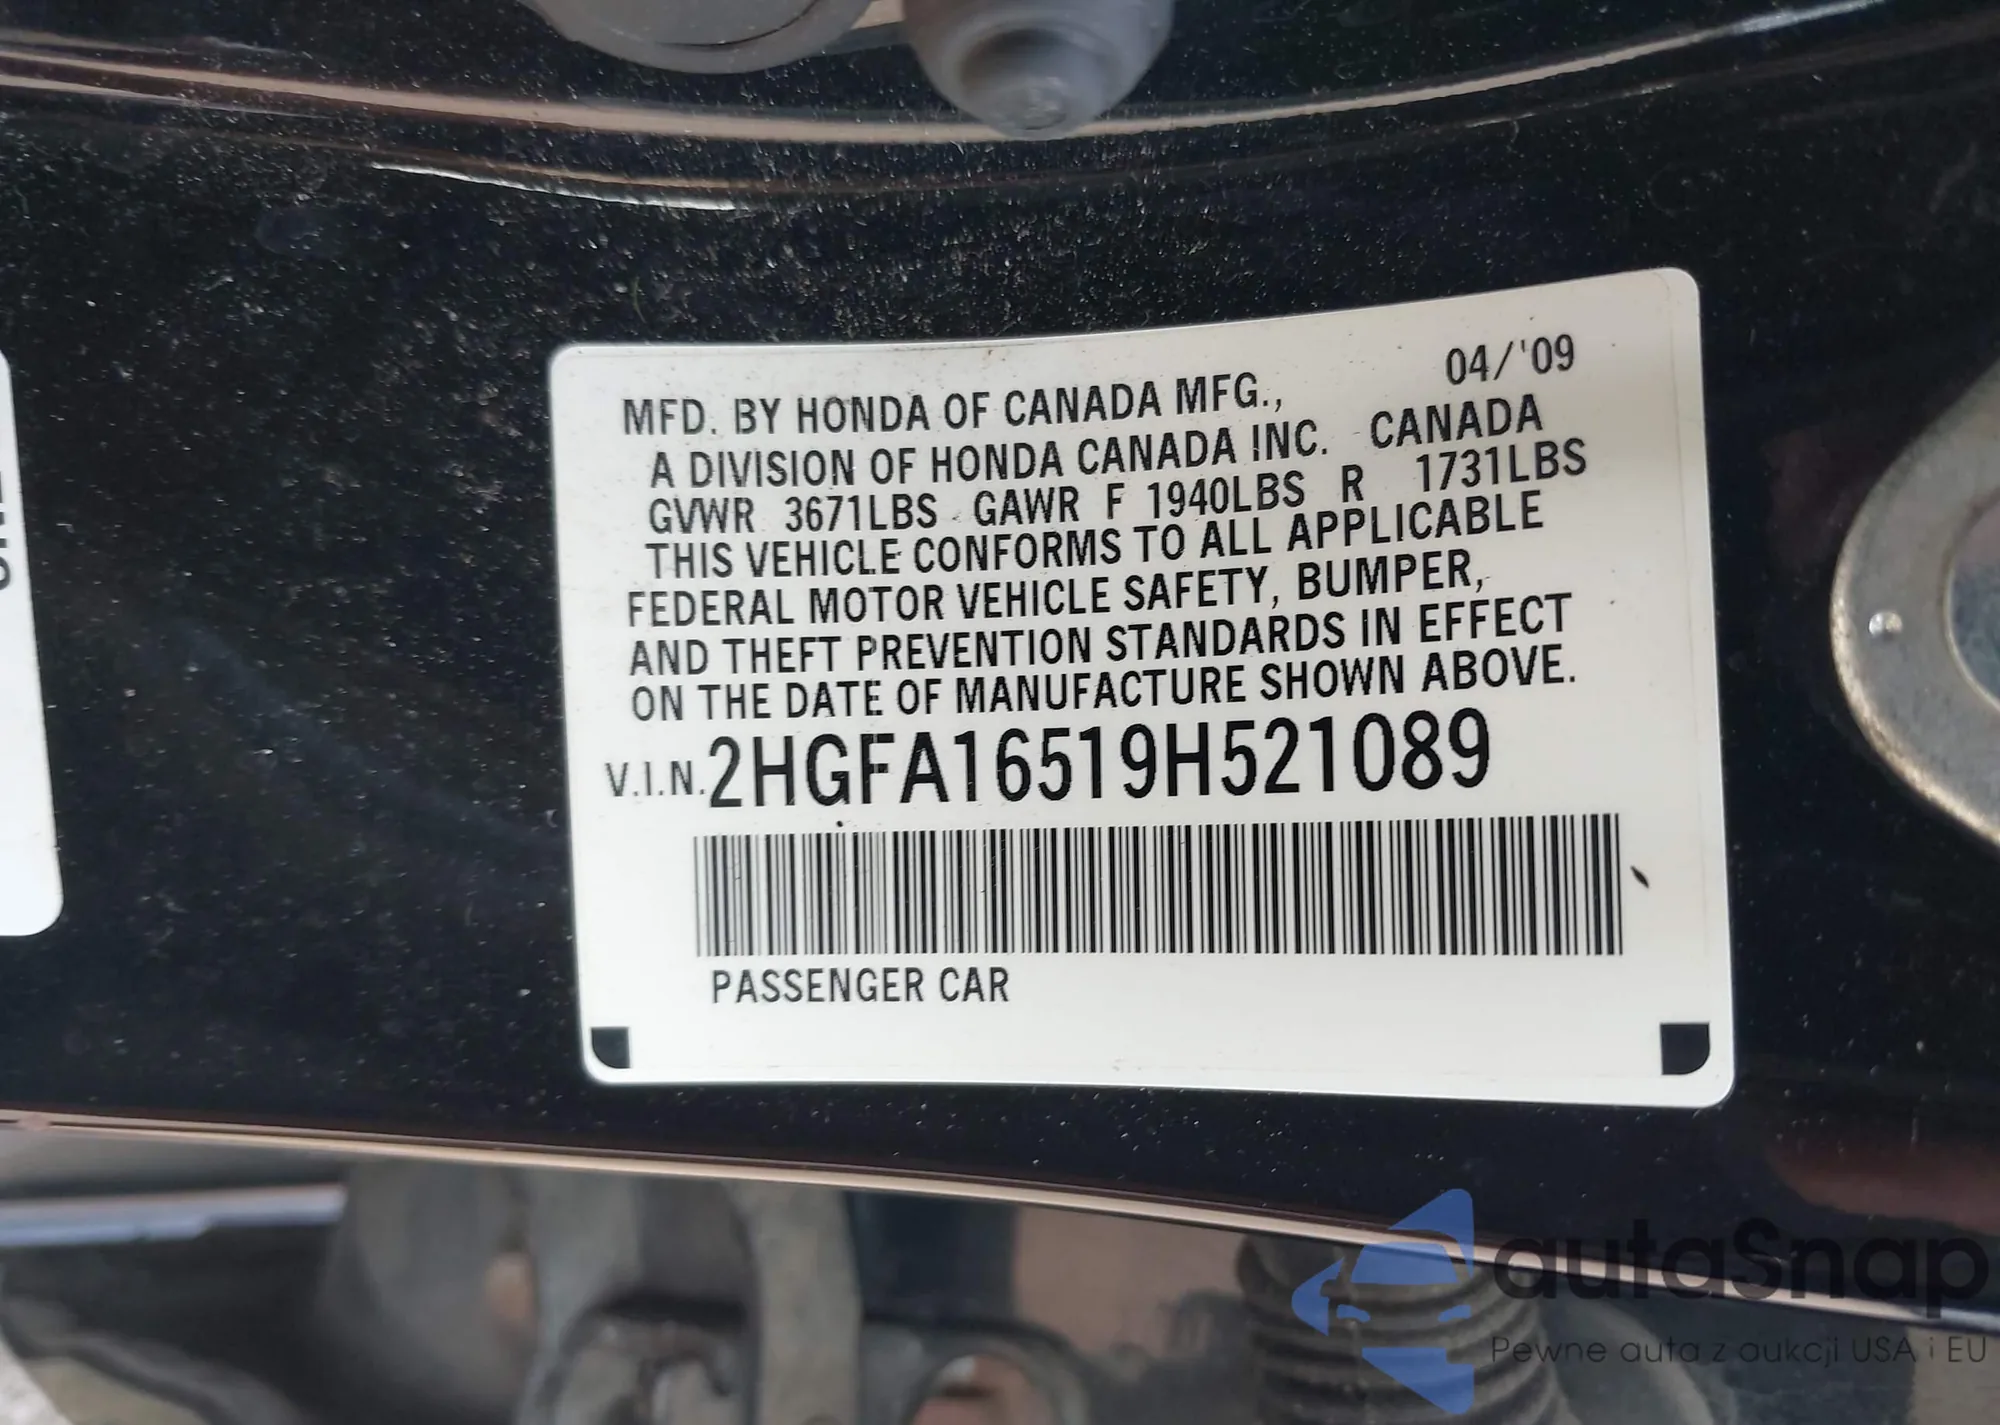 04/'09
MFD. BY HONDA OF CANADA MFG.,
A DIVISION OF HONDA CANADA INC. CANADA
GVWR 3671LBS GAWR F 1940LBS R 1731LBS
THIS VEHICLE CONFORMS TO ALL APPLICABLE
FEDERAL MOTOR VEHICLE SAFETY, BUMPER,
AND THEFT PREVENTION STANDARDS IN EFFECT
ON THE DATE OF MANUFACTURE SHOWN ABOVE.
V.I.N. 2HGFA16519H521089
PASSENGER CAR
autaSnap
Pewne auta z aukcji USA i EU